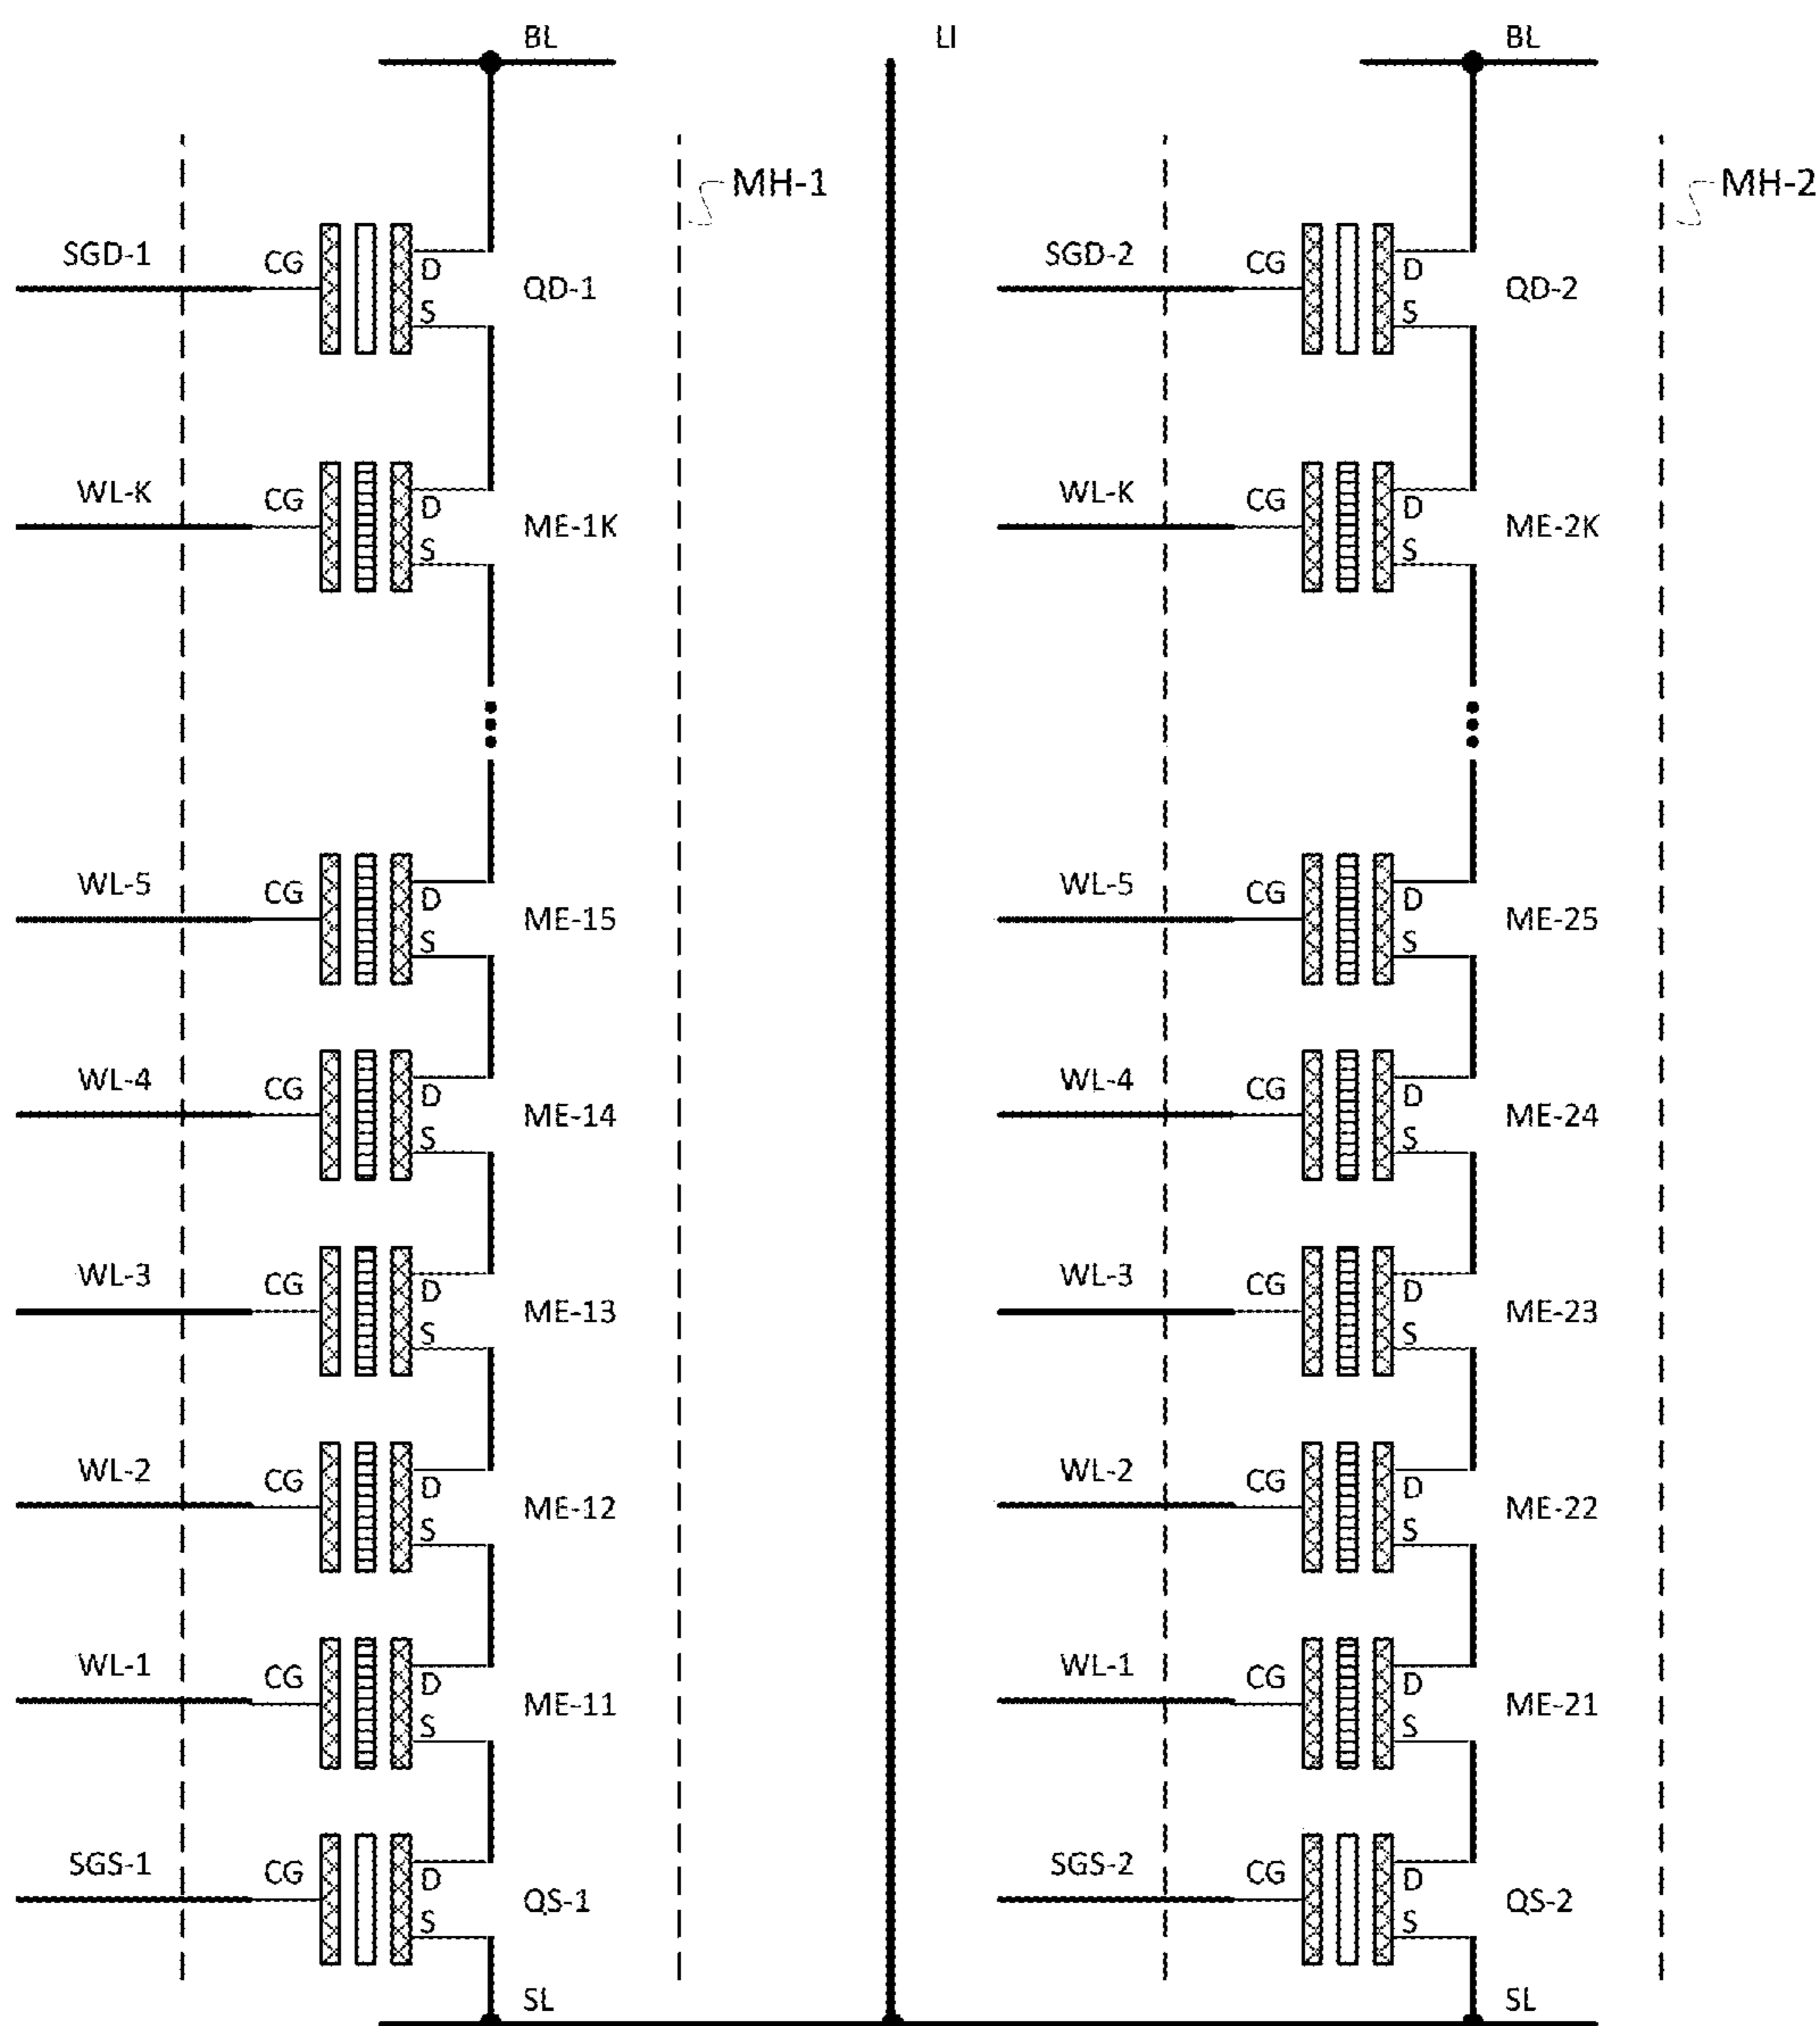 BL LI BL
MH-1 MH-2
SGD-1 CG D S QD-1 SGD-2 CG D S QD-2
WL-K CG D S ME-1K WL-K CG D S ME-2K
WL-5 CG D S ME-15 WL-5 CG D S ME-25
WL-4 CG D S ME-14 WL-4 CG D S ME-24
WL-3 CG D S ME-13 WL-3 CG D S ME-23
WL-2 CG D S ME-12 WL-2 CG D S ME-22
WL-1 CG D S ME-11 WL-1 CG D S ME-21
SGS-1 CG D S QS-1 SGS-2 CG D S QS-2
SL SL